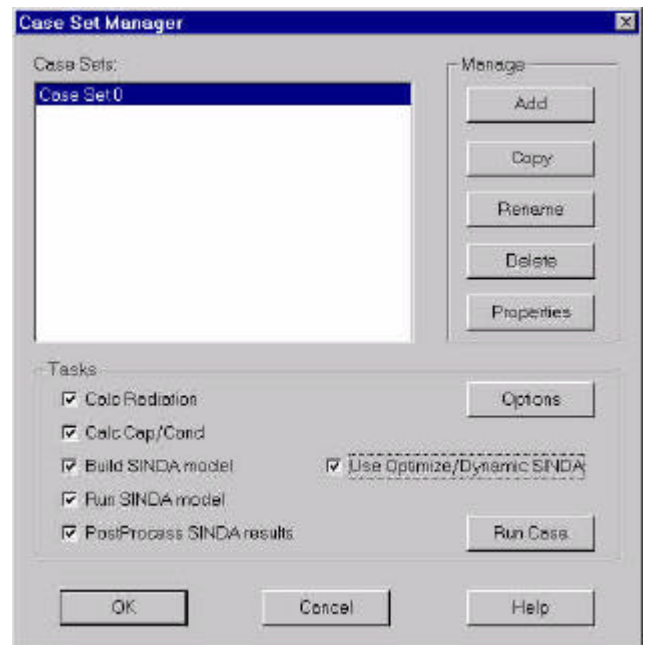 Case Set Manager
Case Sets:
Manage
Case Set 0
Add
Copy
Rename
Delete
Properties
Tasks
Calc Radiation
Options
Calc Cap/Cond
Build SINDA model
Use Optimize/Dynamic SINDA
Run SINDA model
PostProcess SINDA results
Run Case
OK
Cancel
Help